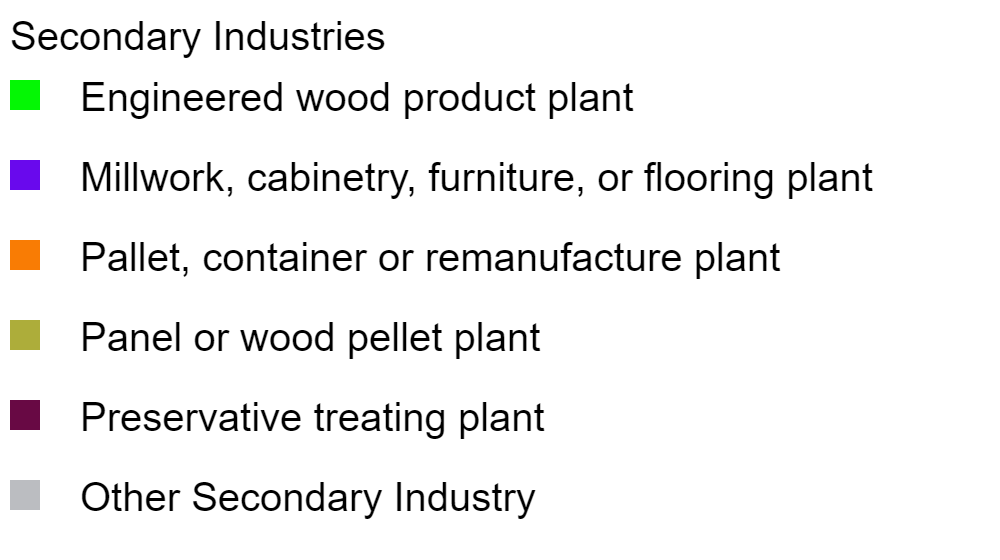 Secondary Industries
Engineered wood product plant
Millwork, cabinetry, furniture, or flooring plant
Pallet, container or remanufacture plant
Panel or wood pellet plant
Preservative treating plant
Other Secondary Industry